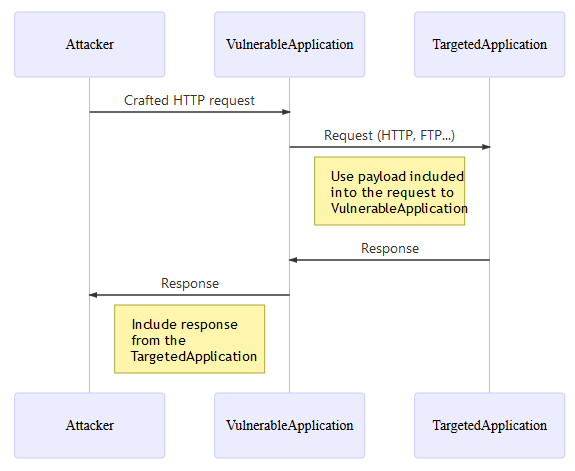 Attacker
VulnerableApplication
TargetedApplication
Crafted HTTP request
Request (HTTP, FTP...)
Use payload included
into the request to
VulnerableApplication
Response
Response
Include response
from the
TargetedApplication
Attacker
VulnerableApplication
TargetedApplication